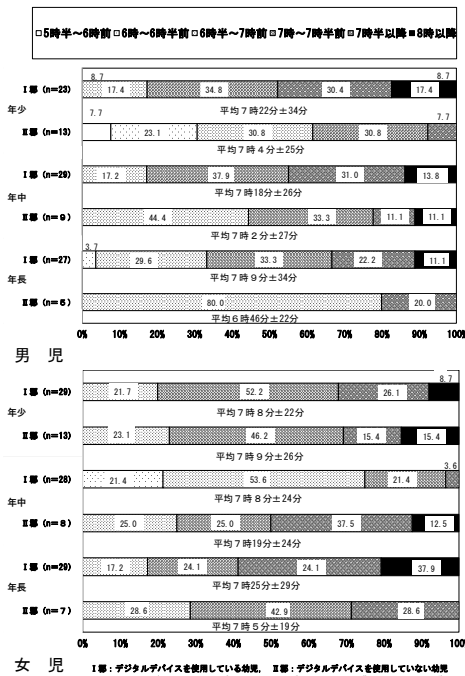 □5時半～6時前 □6時～6時半前 □6時半～7時前 ■7時～7時半前 ■7時半以降 ■8時以降
8.7 8.7
Ⅰ群 (n=23) 17.4 34.8 30.4 17.4
年少 平均7時22分±34分
7.7 7.7
Ⅱ群 (n=13) 23.1 30.8 30.8
平均7時4分±25分
Ⅰ群 (n=29) 17.2 37.9 31.0 13.8
年中 平均7時18分±26分
Ⅱ群 (n=9) 44.4 33.3 11.1 11.1
平均7時2分±27分
3.7
Ⅰ群 (n=27) 29.6 33.3 22.2 11.1
年長 平均7時9分±34分
Ⅱ群 (n=5) 80.0 20.0
平均6時46分±22分
0% 10% 20% 30% 40% 50% 60% 70% 80% 90% 100%
男 児
8.7
Ⅰ群 (n=29) 21.7 52.2 26.1
年少 平均7時8分±22分
Ⅱ群 (n=13) 23.1 46.2 15.4 15.4
平均7時9分±26分
3.6
Ⅰ群 (n=28) 21.4 53.6 21.4
年中 平均7時8分±24分
Ⅱ群 (n=8) 25.0 25.0 37.5 12.5
平均7時19分±24分
Ⅰ群 (n=29) 17.2 24.1 24.1 37.9
年長 平均7時25分±29分
Ⅱ群 (n=7) 28.6 42.9 28.6
平均7時5分±19分
0% 10% 20% 30% 40% 50% 60% 70% 80% 90% 100%
女 児 Ⅰ群：デジタルデバイスを使用している幼児, Ⅱ群：デジタルデバイスを使用していない幼児